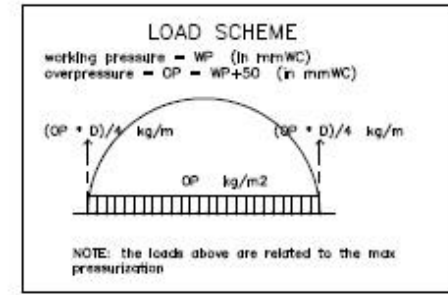 LOAD SCHEME
working pressure = WP (in mmWC)
overpressure = OP = WP+50 (in mmWC)
(OP * D)/4 kg/m
(OP * D)/4 kg/m
OP kg/m2
NOTE: the loads above are related to the max
pressurization